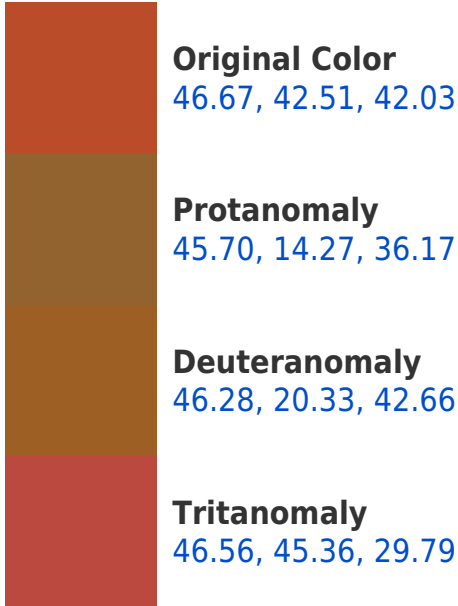 Original Color
46.67, 42.51, 42.03
Protanomaly
45.70, 14.27, 36.17
Deuteranomaly
46.28, 20.33, 42.66
Tritanomaly
46.56, 45.36, 29.79